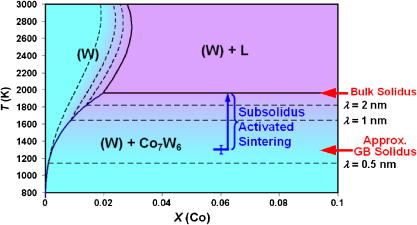 3000
2800
2600
2400
2200
2000
1800
1600
1400
1200
1000
800
T (K)
(W)
(W) + L
Bulk Solidus
λ = 2 nm
λ = 1 nm
Subsolidus
Activated
Sintering
(W) + Co₇W₆
Approx.
GB Solidus
λ = 0.5 nm
0
0.02
0.04
0.06
0.08
0.1
X (Co)